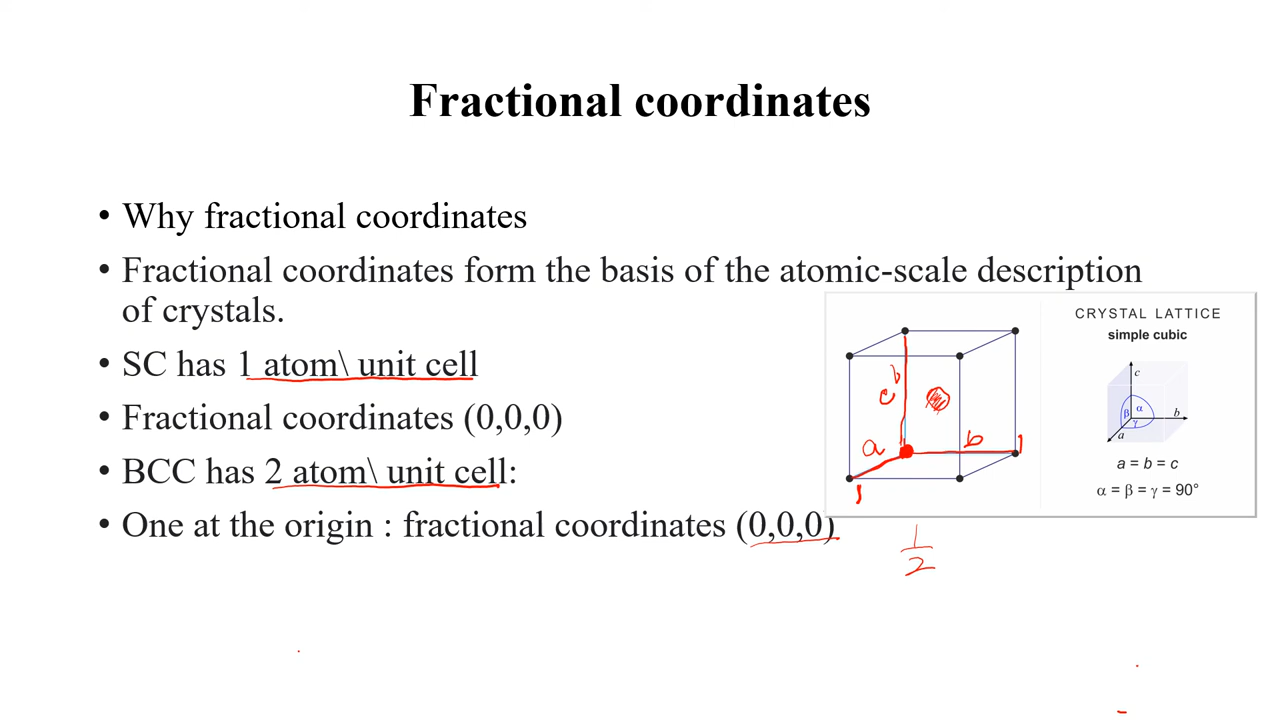 Fractional coordinates
• Why fractional coordinates
• Fractional coordinates form the basis of the atomic-scale description
of crystals.
• SC has 1 atom\ unit cell
• Fractional coordinates (0,0,0)
• BCC has 2 atom\ unit cell:
• One at the origin : fractional coordinates (0,0,0)
CRYSTAL LATTICE
simple cubic
c
b
a
α
β
γ
a = b = c
α = β = γ = 90°
b
c
a
b
1
1
1
2